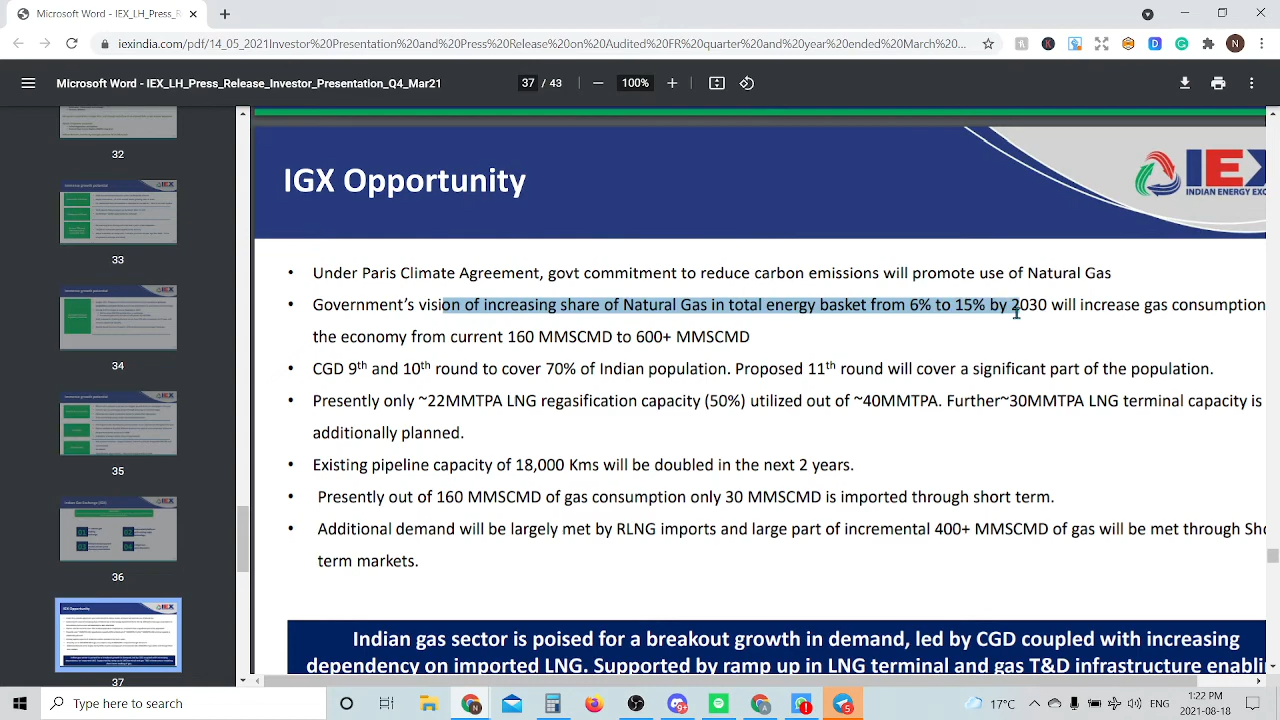 Microsoft Word - IEX_LH_Press_R
iexindia.com/pdf/14_05_2021Investor%20Presentation%20and%20Press%20Release%20on%20Audited%20FR%20quarter%20and%20year%20ended%20March%20...
Microsoft Word - IEX_LH_Press_Release_Investor_Presentation_Q4_Mar21
37 / 43
100%
32
33
34
35
36
37
IGX Opportunity
IEX
INDIAN ENERGY EXC
• Under Paris Climate Agreement, govt commitment to reduce carbon emissions will promote use of Natural Gas
• Government's vision of increasing share of Natural Gas in total energy basket from 6% to 15% by 2030 will increase gas consumption
the economy from current 160 MMSCMD to 600+ MMSCMD
• CGD 9th and 10th round to cover 70% of Indian population. Proposed 11th round will cover a significant part of the population.
• Presently only ~22MMTPA LNG regasification capacity (50%) utilized out of ~40MMTPA. Further~30MMTPA LNG terminal capacity is
additionally planned.
• Existing pipeline capacity of 18,000 Kms will be doubled in the next 2 years.
• Presently out of 160 MMSCMD of gas consumption only 30 MMSCMD is imported through short term.
• Additional demand will be largely met by RLNG imports and large part of incremental 400+ MMSCMD of gas will be met through Sho
term markets.
Indian gas sector is poised for a breakout growth in demand, led by CGD coupled with increasing
dependency on imported gas. Supported by ramp up in LNG terminal and gas T&D infrastructure enabli
Type here to search
17°C
1:22 PM
2021-08-18